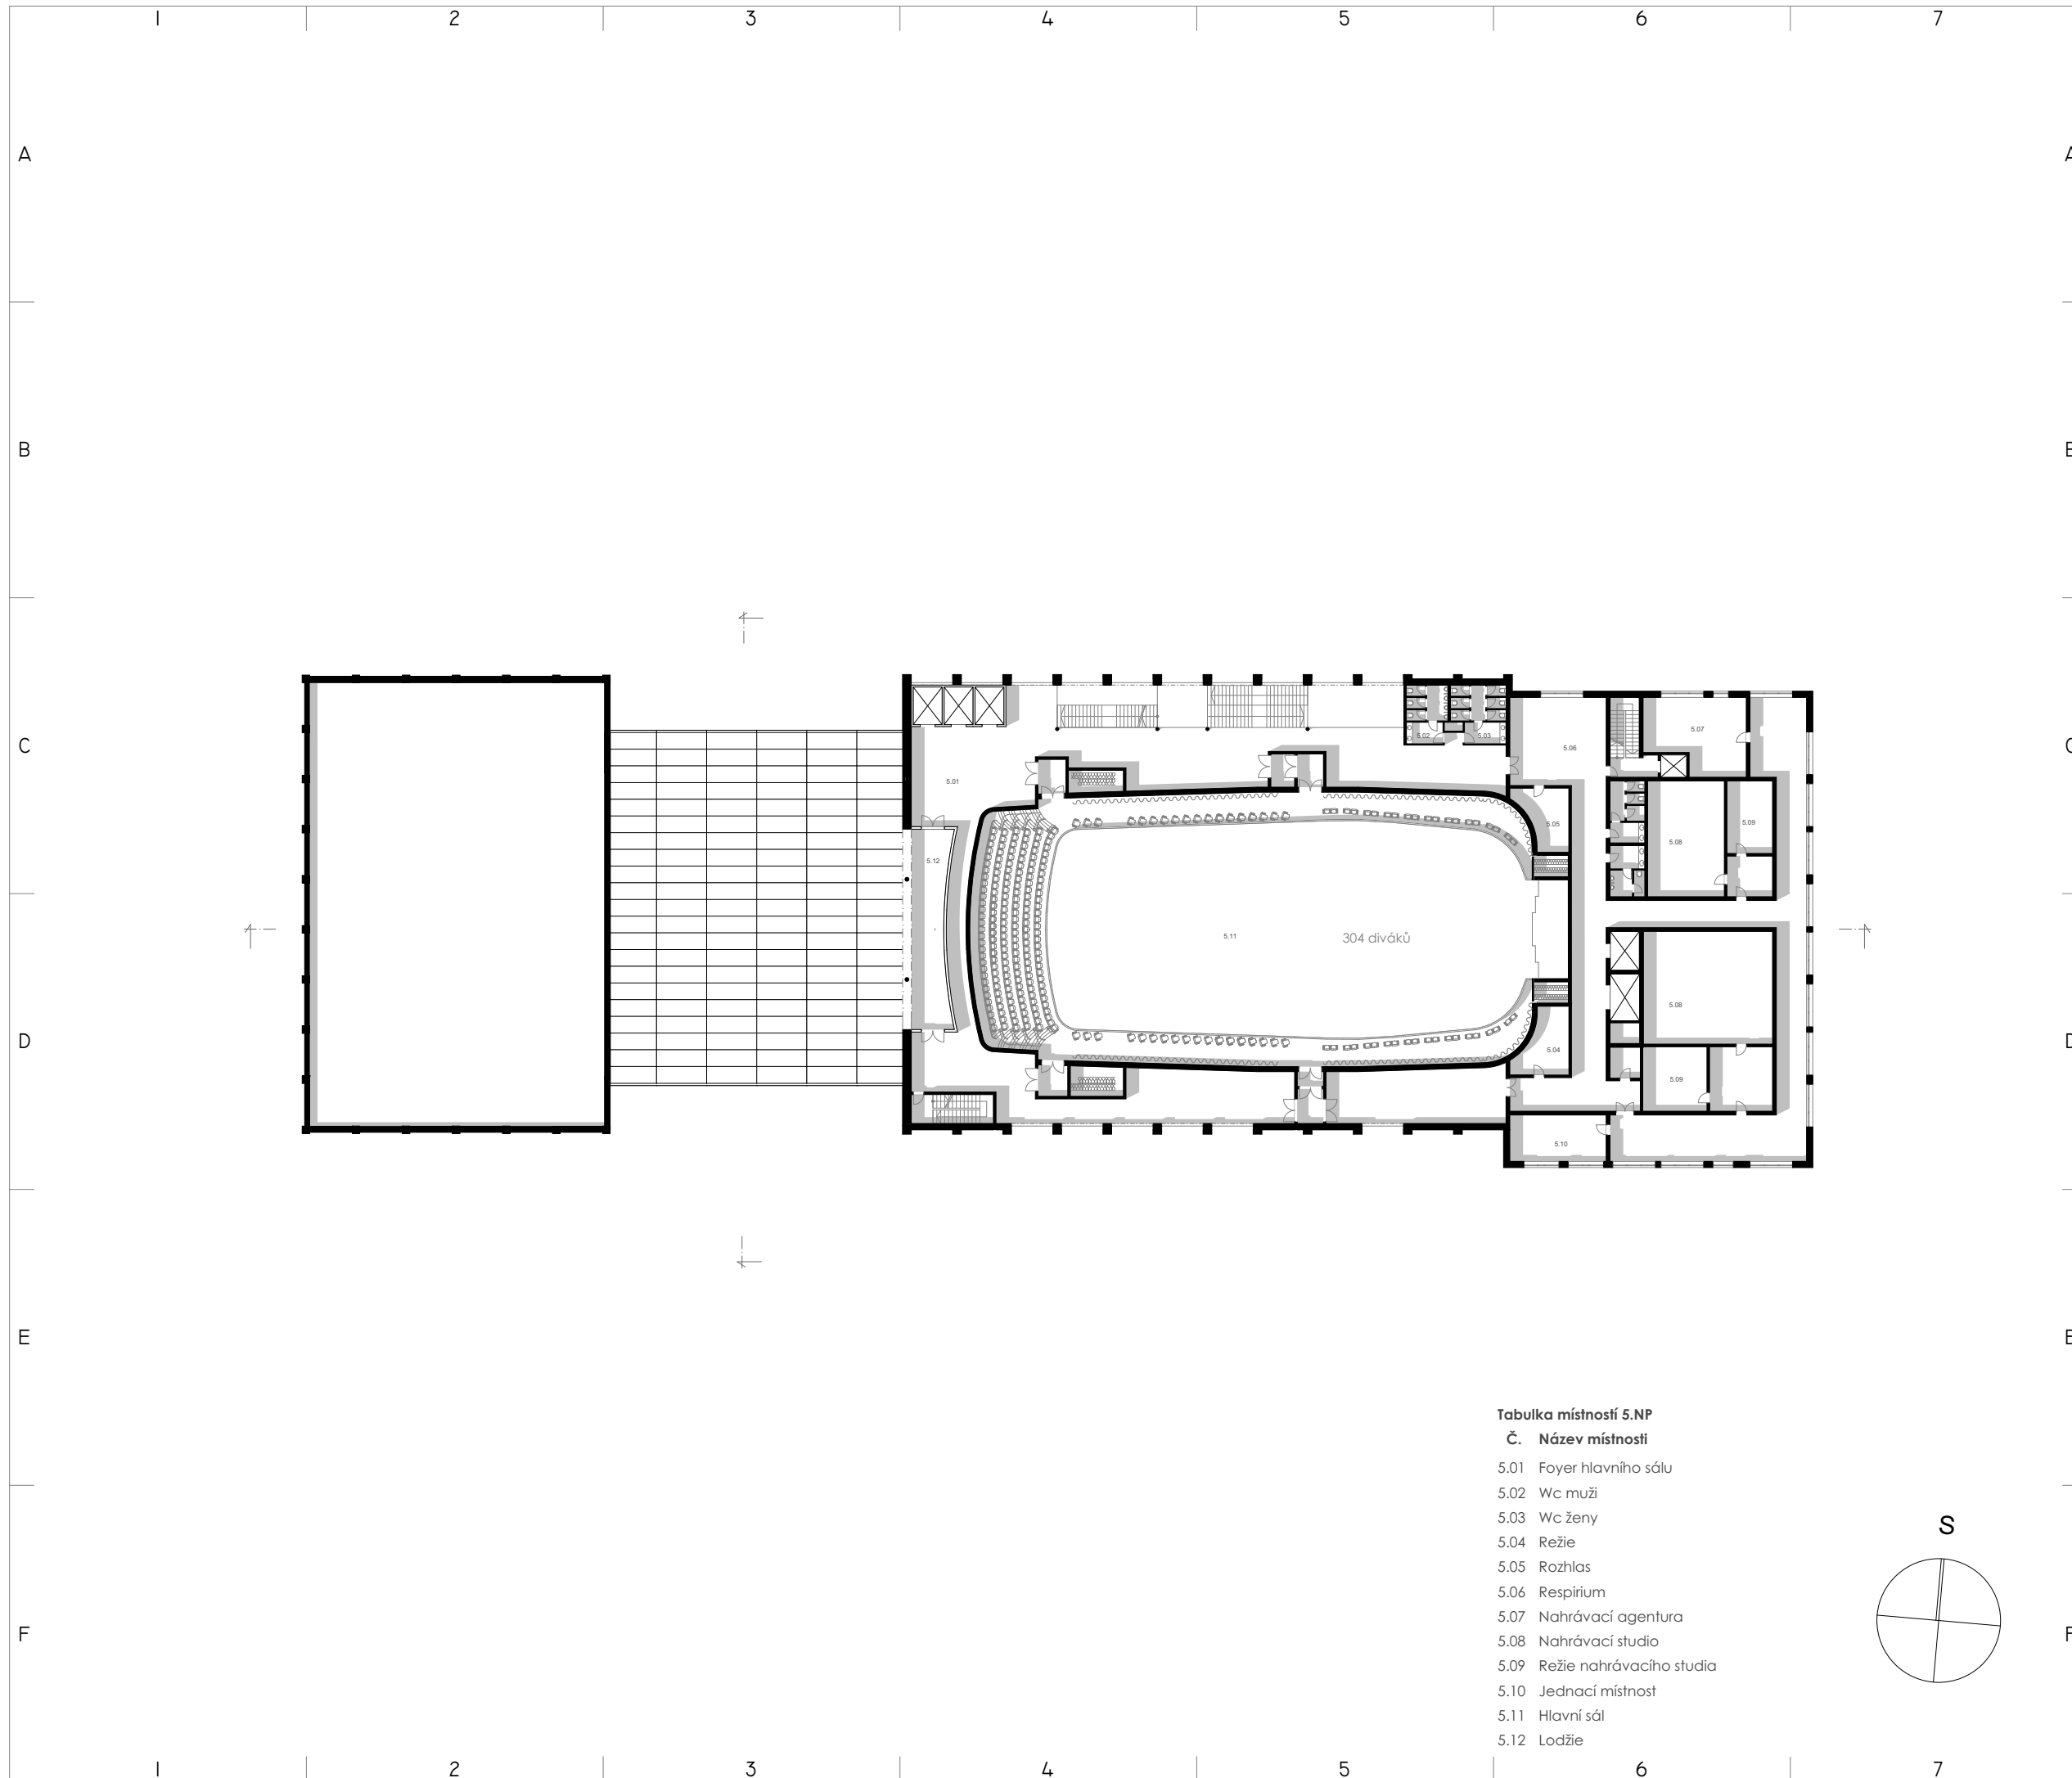 1 2 3 4 5 6 7
A A
B B
C C
5.02 5.03 5.06 5.07
5.01
5.05 5.09
5.12 5.08
5.11 304 diváků
5.08
D D
5.04
5.09
5.10
E E
Tabulka místností 5.NP
Č. Název místnosti
5.01 Foyer hlavního sálu
5.02 Wc muži
5.03 Wc ženy
5.04 Režie
5.05 Rozhlas
5.06 Respirium
5.07 Nahrávací agentura
5.08 Nahrávací studio
5.09 Režie nahrávacího studia
5.10 Jednací místnost
5.11 Hlavní sál
5.12 Lodžie
S
F F
1 2 3 4 5 6 7